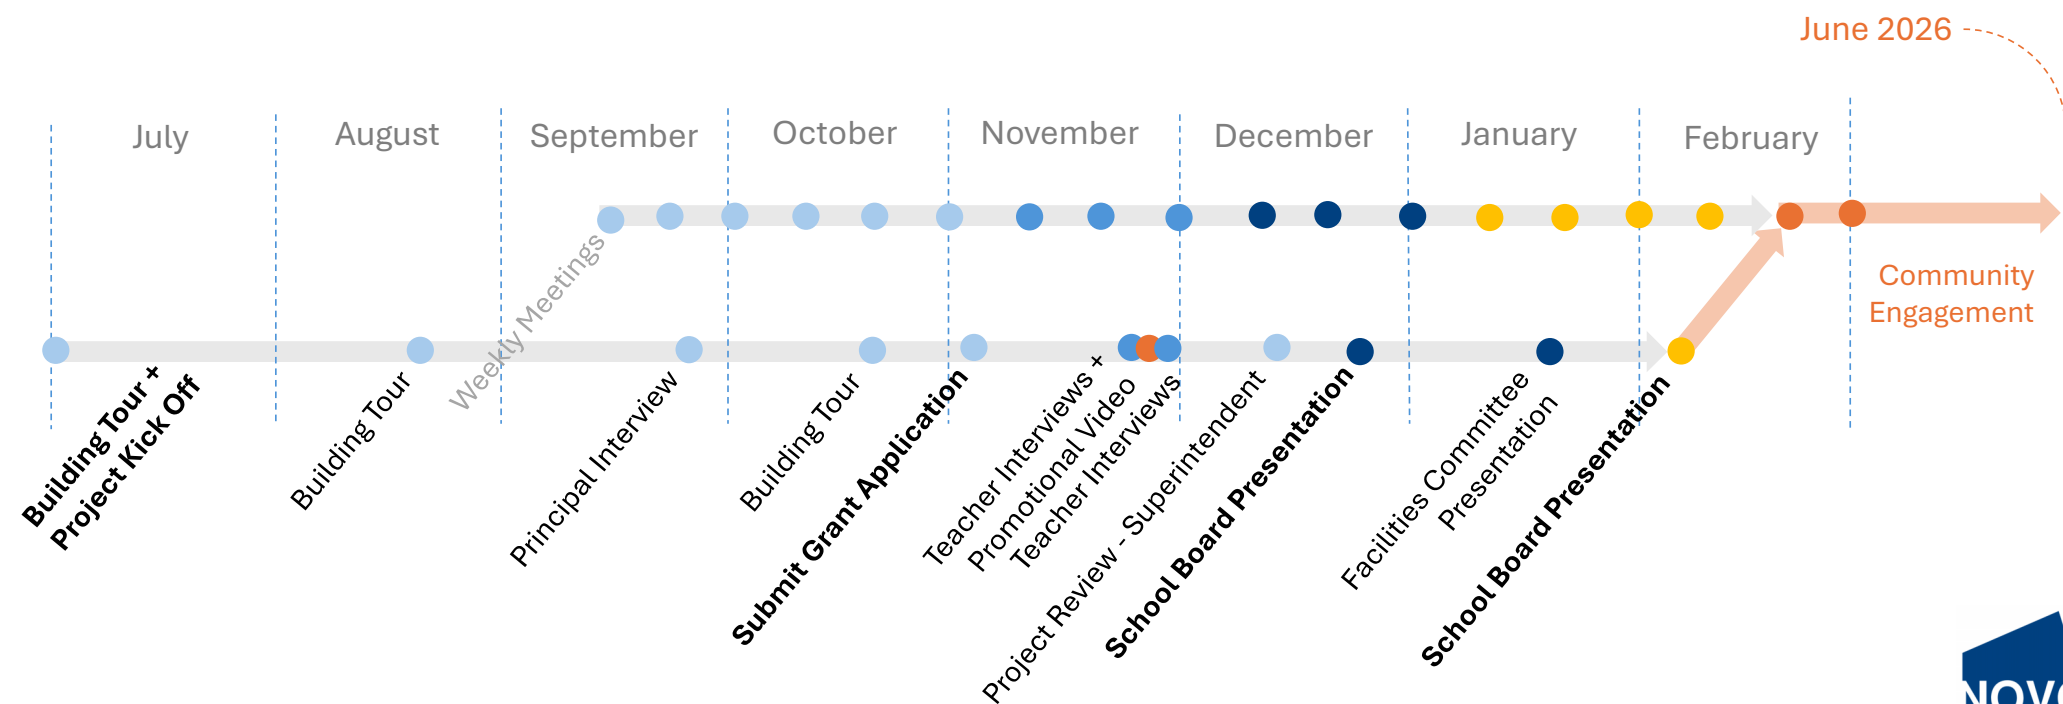 June 2026
July
August
September
October
November
December
January
February
Weekly Meetings
Community
Engagement
Building Tour +
Project Kick Off
Building Tour
Principal Interview
Building Tour
Submit Grant Application
Teacher Interviews +
Promotional Video
Teacher Interviews
Project Review - Superintendent
School Board Presentation
Facilities Committee
Presentation
School Board Presentation